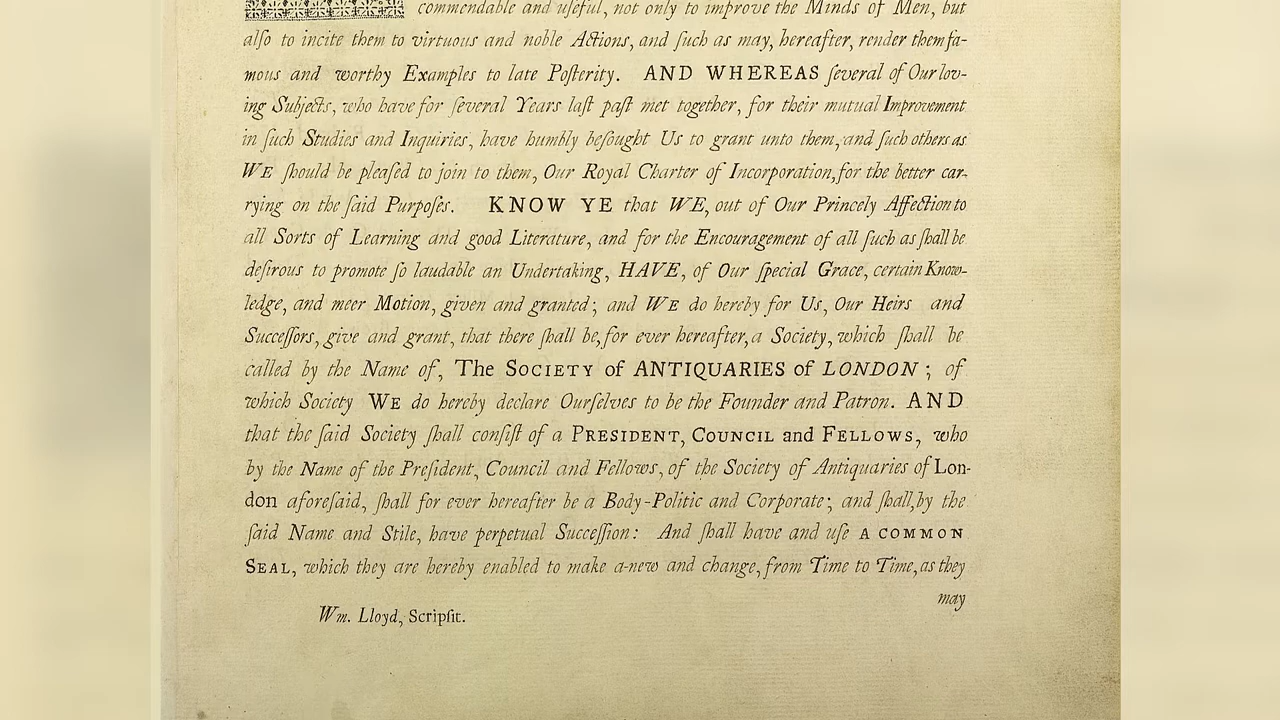 commendable and uſeful, not only to improve the Minds of Men, but
alſo to incite them to virtuous and noble Actions, and ſuch as may, hereafter, render them fa-
mous and worthy Examples to late Poſterity. AND WHEREAS ſeveral of Our lov-
ing Subjects, who have for ſeveral Years laſt paſt met together, for their mutual Improvement
in ſuch Studies and Inquiries, have humbly beſought Us to grant unto them, and ſuch others as
WE ſhould be pleaſed to join to them, Our Royal Charter of Incorporation, for the better car-
rying on the ſaid Purpoſes. KNOW YE that WE, out of Our Princely Affection to
all Sorts of Learning and good Literature, and for the Encouragement of all ſuch as ſhall be
deſirous to promote ſo laudable an Undertaking, HAVE, of Our ſpecial Grace, certain Know-
ledge, and meer Motion, given and granted; and WE do hereby for Us, Our Heirs and
Succeſſors, give and grant, that there ſhall be, for ever hereafter, a Society, which ſhall be
called by the Name of, The SOCIETY of ANTIQUARIES of LONDON; of
which Society WE do hereby declare Ourſelves to be the Founder and Patron. AND
that the ſaid Society ſhall conſiſt of a PRESIDENT, COUNCIL and FELLOWS, who
by the Name of the Preſident, Council and Fellows, of the Society of Antiquaries of Lon-
don aforeſaid, ſhall for ever hereafter be a Body-Politic and Corporate; and ſhall, by the
ſaid Name and Stile, have perpetual Succeſſion: And ſhall have and uſe A COMMON
SEAL, which they are hereby enabled to make a-new and change, from Time to Time, as they
may
Wm. Lloyd, Scripſit.